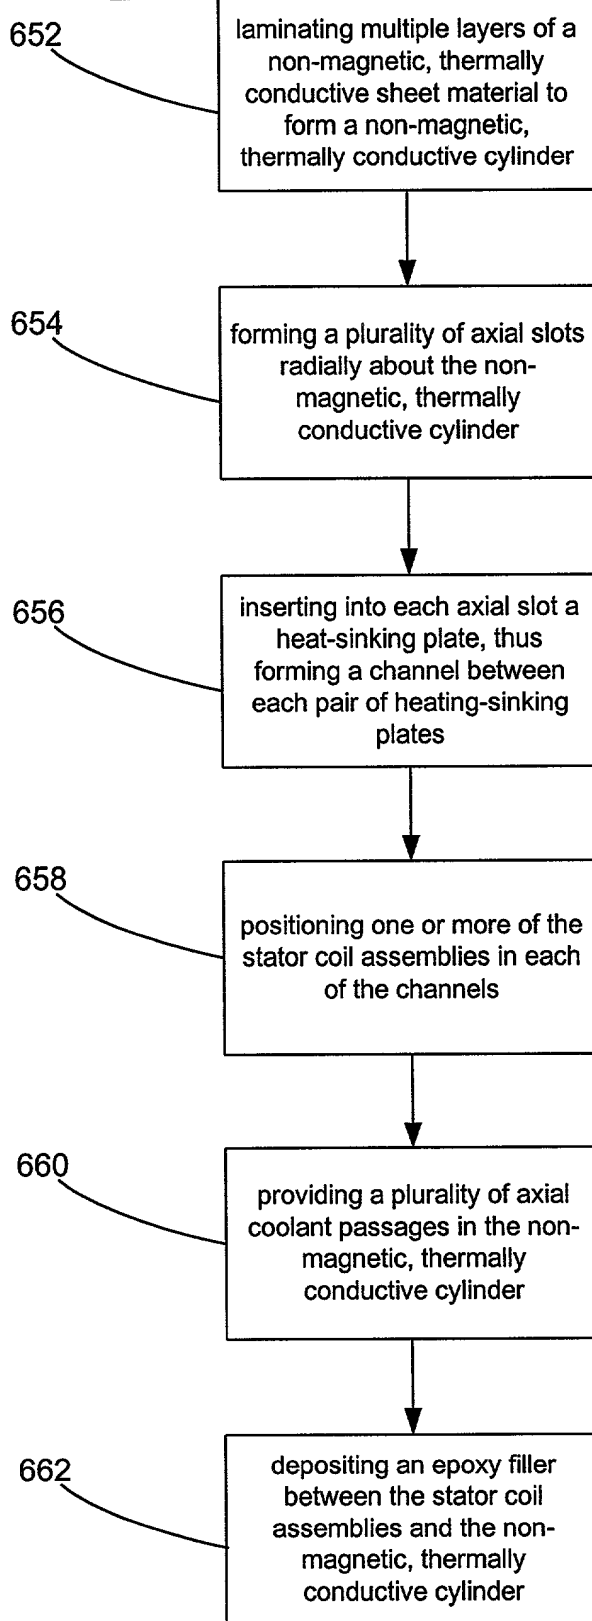 652
laminating multiple layers of a
non-magnetic, thermally
conductive sheet material to
form a non-magnetic,
thermally conductive cylinder
654
forming a plurality of axial slots
radially about the non-
magnetic, thermally
conductive cylinder
656
inserting into each axial slot a
heat-sinking plate, thus
forming a channel between
each pair of heating-sinking
plates
658
positioning one or more of the
stator coil assemblies in each
of the channels
660
providing a plurality of axial
coolant passages in the non-
magnetic, thermally
conductive cylinder
662
depositing an epoxy filler
between the stator coil
assemblies and the non-
magnetic, thermally
conductive cylinder